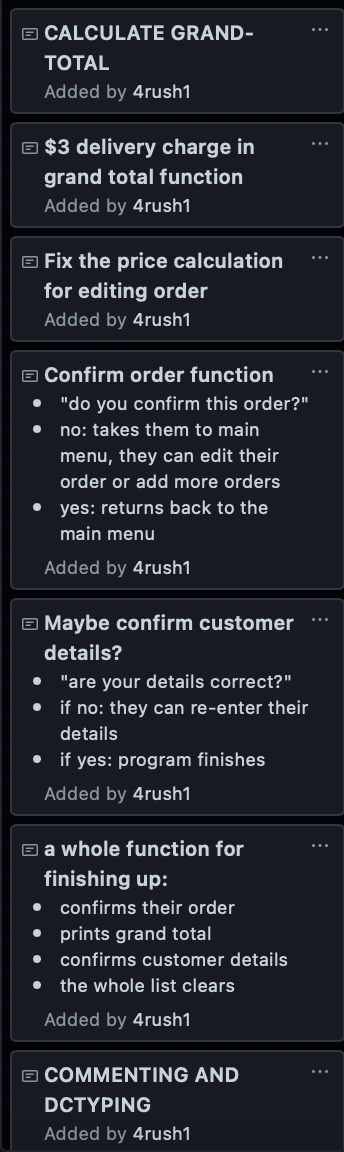 CALCULATE GRAND-
TOTAL
Added by 4rush1
$3 delivery charge in
grand total function
Added by 4rush1
Fix the price calculation
for editing order
Added by 4rush1
Confirm order function
"do you confirm this order?"
no: takes them to main
menu, they can edit their
order or add more orders
yes: returns back to the
main menu
Added by 4rush1
Maybe confirm customer
details?
"are your details correct?"
if no: they can re-enter their
details
if yes: program finishes
Added by 4rush1
a whole function for
finishing up:
confirms their order
prints grand total
confirms customer details
the whole list clears
Added by 4rush1
COMMENTING AND
DCTYPING
Added by 4rush1